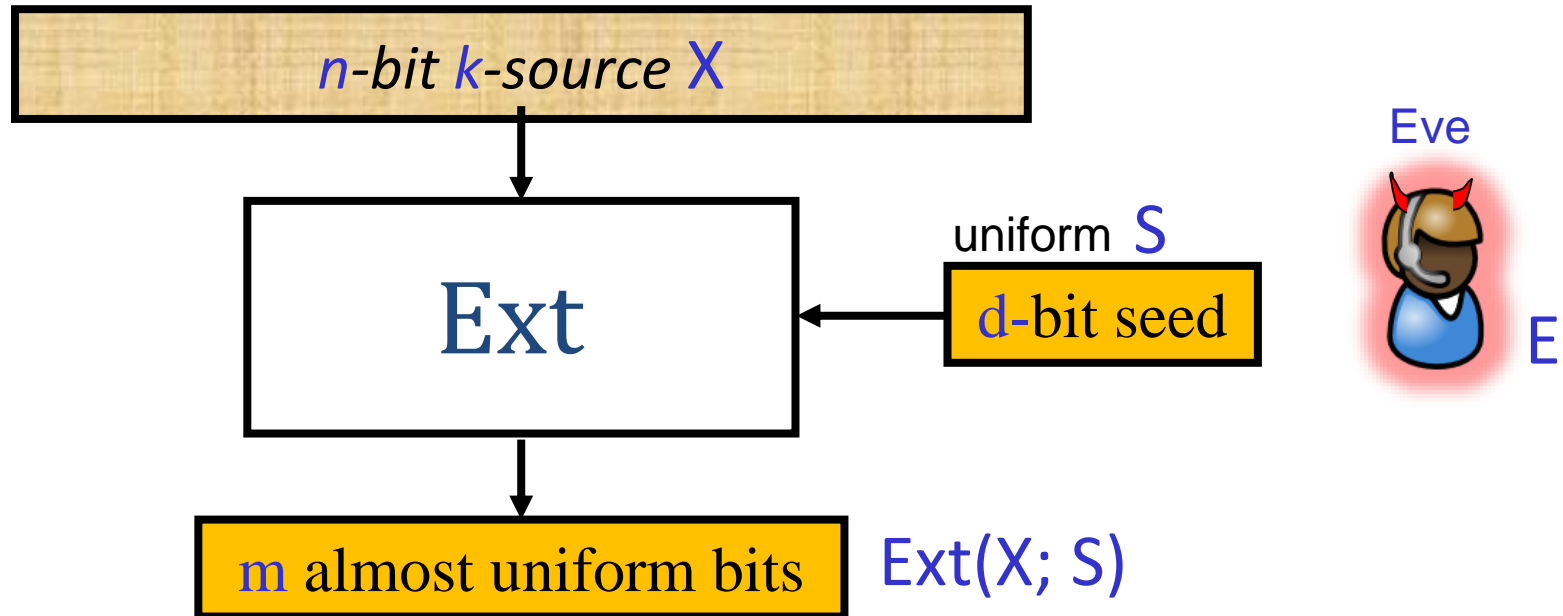 n-bit k-source X
Eve
uniform S
Ext
d-bit seed
E
m almost uniform bits
Ext(X; S)